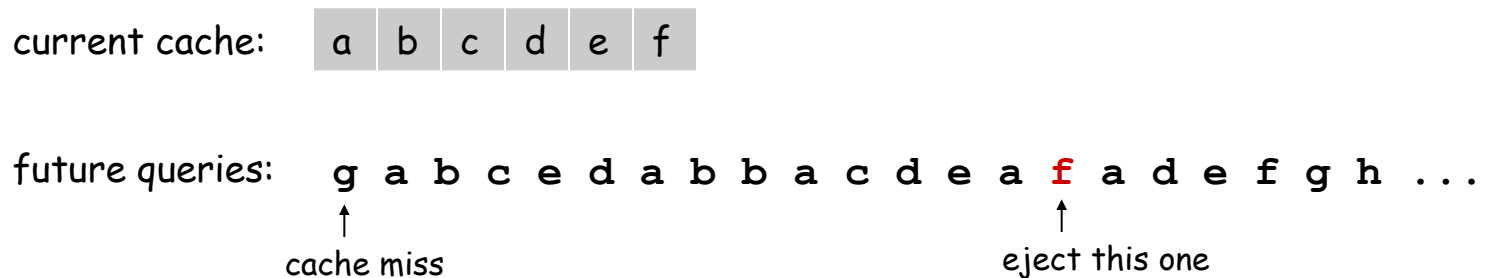 current cache: a b c d e f
future queries: g a b c e d a b b a c d e a f a d e f g h ...
cache miss eject this one